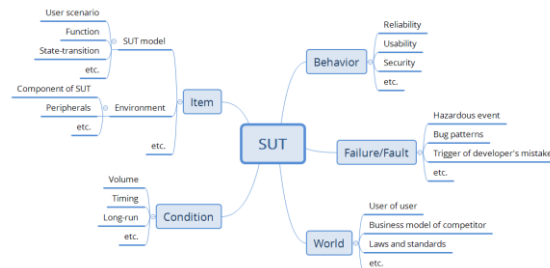 User scenario
Function
State-transition
etc.
SUT model
Component of SUT
Peripherals
etc.
Environment
etc.
Item
Volume
Timing
Long-run
etc.
Condition
SUT
Behavior
Reliability
Usability
Security
etc.
Failure/Fault
Hazardous event
Bug patterns
Trigger of developer's mistake
etc.
World
User of user
Business model of competitor
Laws and standards
etc.